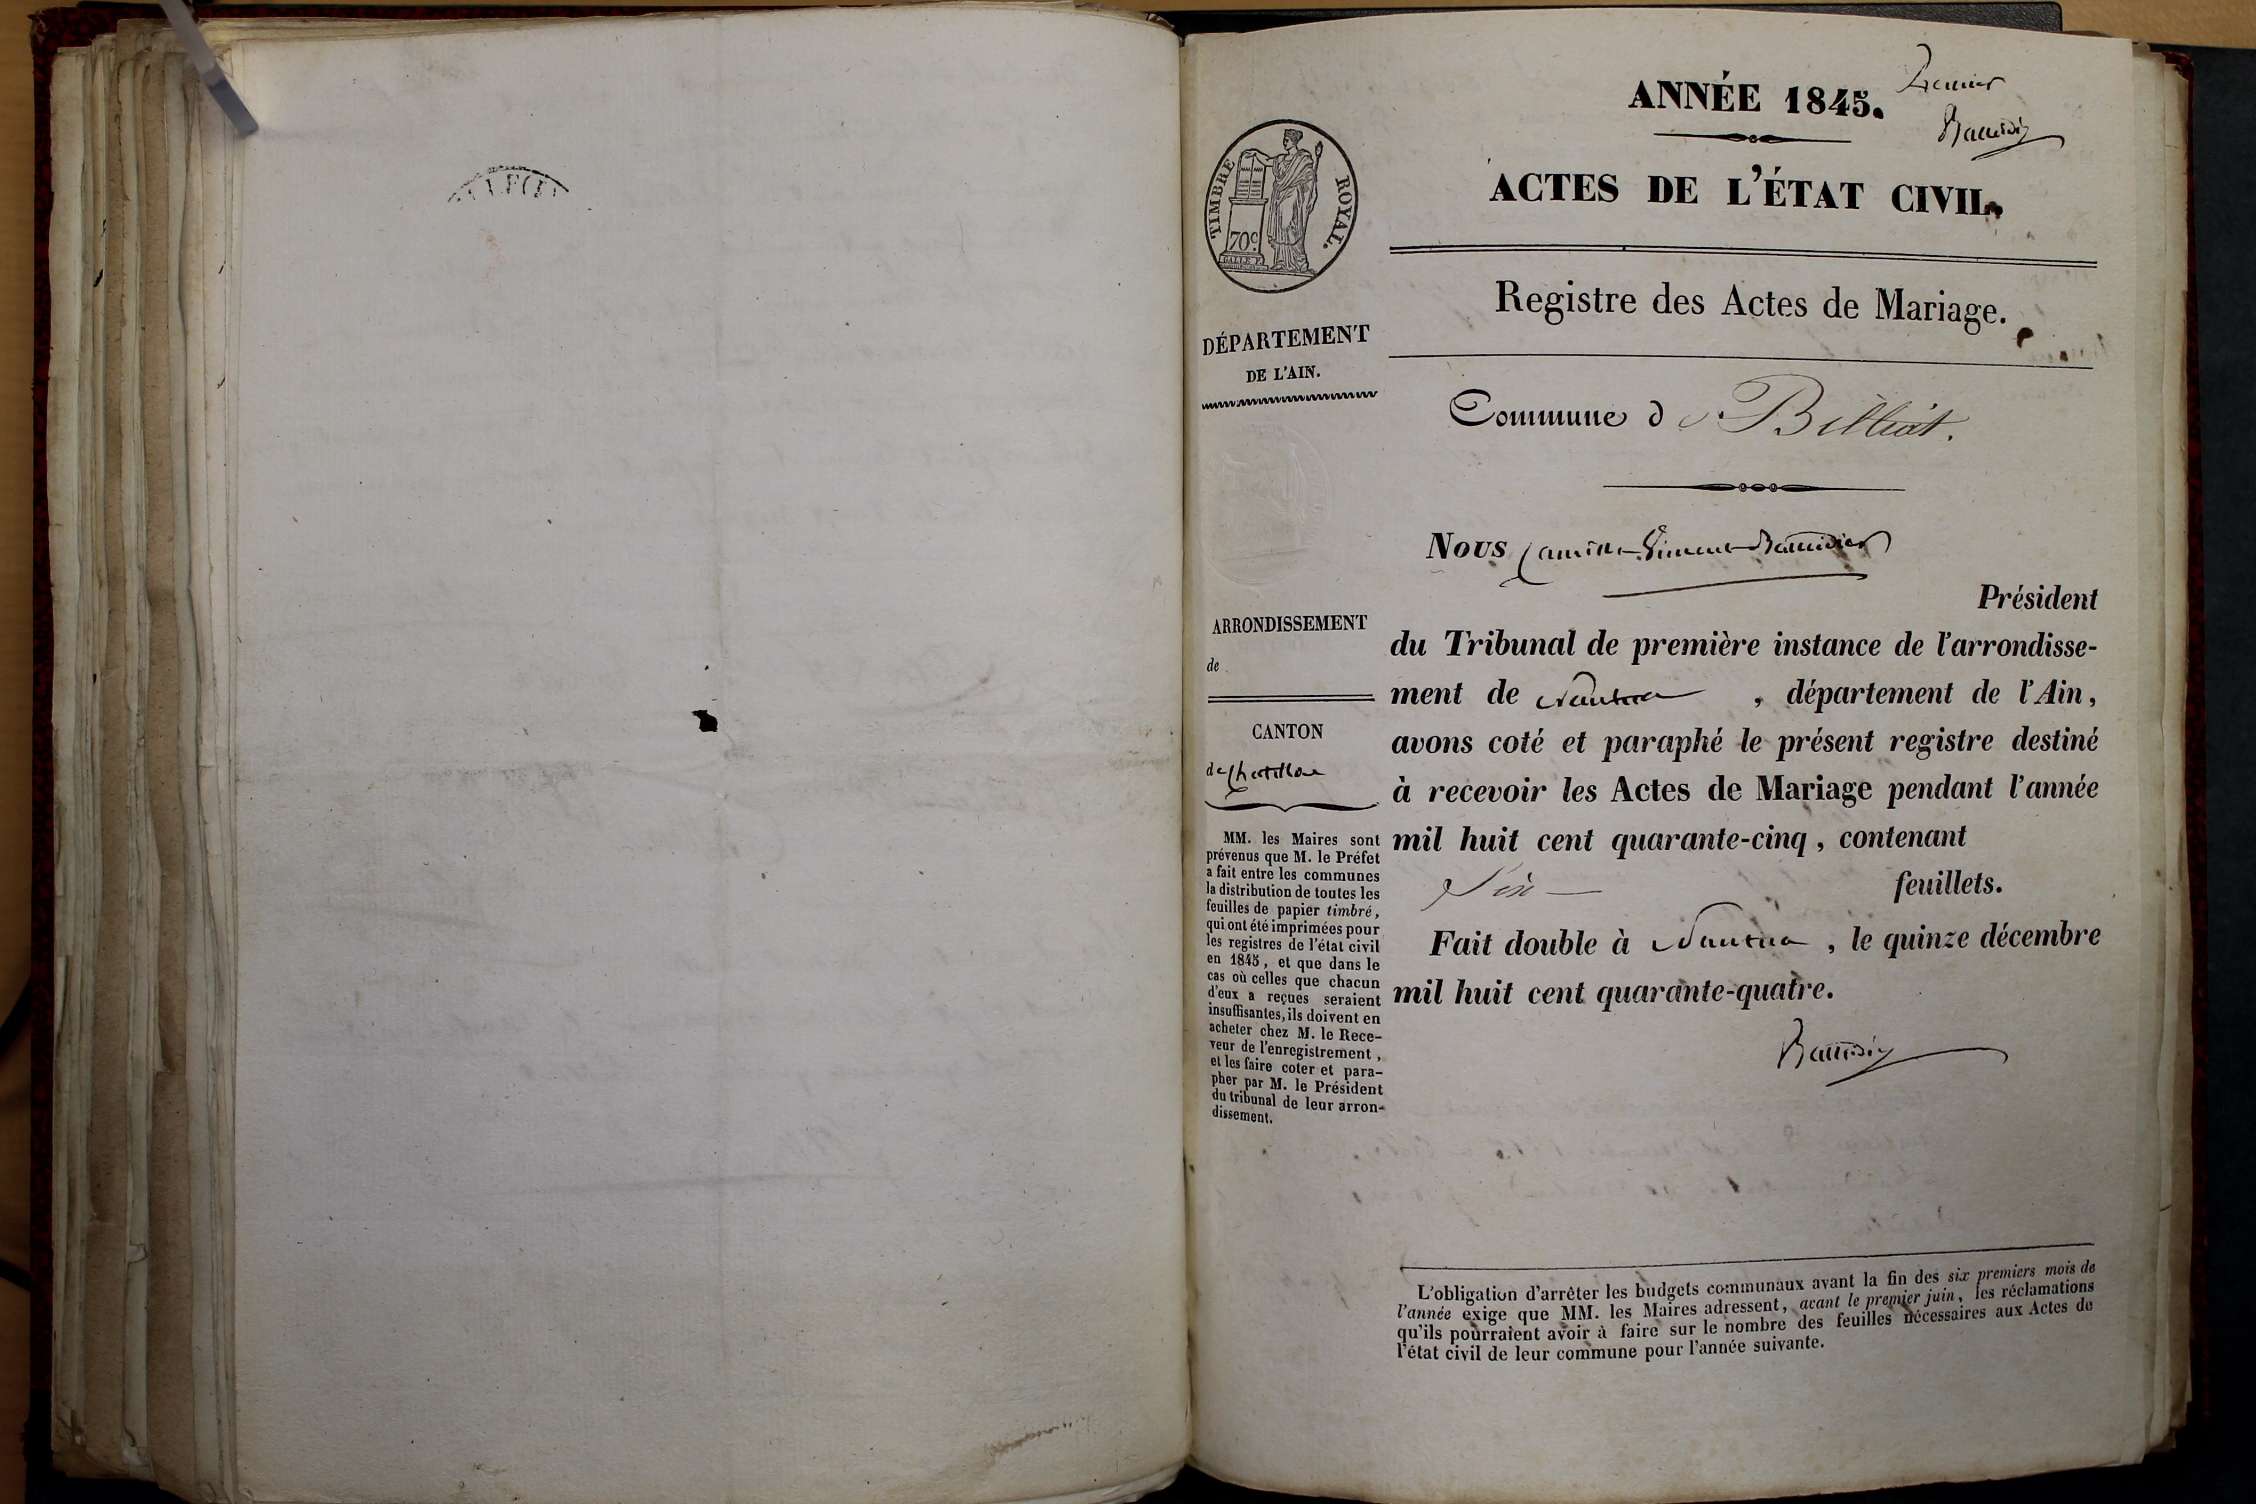 ANNÉE 1845.
Premier
ACTES DE L'ÉTAT CIVIL.
TIMBRE ROYAL.
70c
Registre des Actes de Mariage.
DÉPARTEMENT
DE L'AIN.
Commune de Billiat.
Nous Camille
Président
ARRONDISSEMENT
de
CANTON
de Chatillon
du Tribunal de première instance de l'arrondisse-
ment de Nantua, département de l'Ain,
avons coté et paraphé le présent registre destiné
à recevoir les Actes de Mariage pendant l'année
mil huit cent quarante-cinq, contenant
Six feuillets.
Fait double à Nantua, le quinze décembre
mil huit cent quarante-quatre.
MM. les Maires sont
prévenus que M. le Préfet
a fait entre les communes
la distribution de toutes les
feuilles de papier timbré,
qui ont été imprimées pour
les registres de l'état civil
en 1845, et que dans le
cas où celles que chacun
d'eux a reçues seraient
insuffisantes, ils doivent en
acheter chez M. le Rece-
veur de l'enregistrement,
et les faire coter et para-
pher par M. le Président
du tribunal de leur arron-
dissement.
L'obligation d'arrêter les budgets communaux avant la fin des six premiers mois de
l'année exige que MM. les Maires adressent, avant le premier juin, les réclamations
qu'ils pourraient avoir à faire sur le nombre des feuilles nécessaires aux Actes de
l'état civil de leur commune pour l'année suivante.